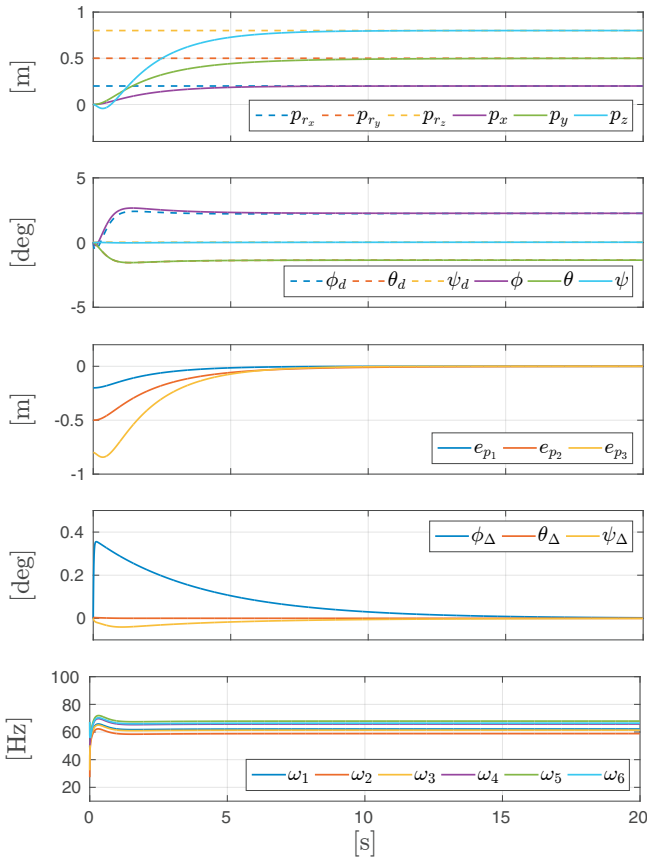 1
0.5
0
[m]
p_{r_x} p_{r_y} p_{r_z} p_x p_y p_z
5
0
-5
[deg]
ϕ_d θ_d ψ_d ϕ θ ψ
0
-0.5
-1
[m]
e_{p_1} e_{p_2} e_{p_3}
0.4
0.2
0
[deg]
ϕ_Δ θ_Δ ψ_Δ
100
80
60
40
20
[Hz]
ω_1 ω_2 ω_3 ω_4 ω_5 ω_6
0 5 10 15 20
[s]